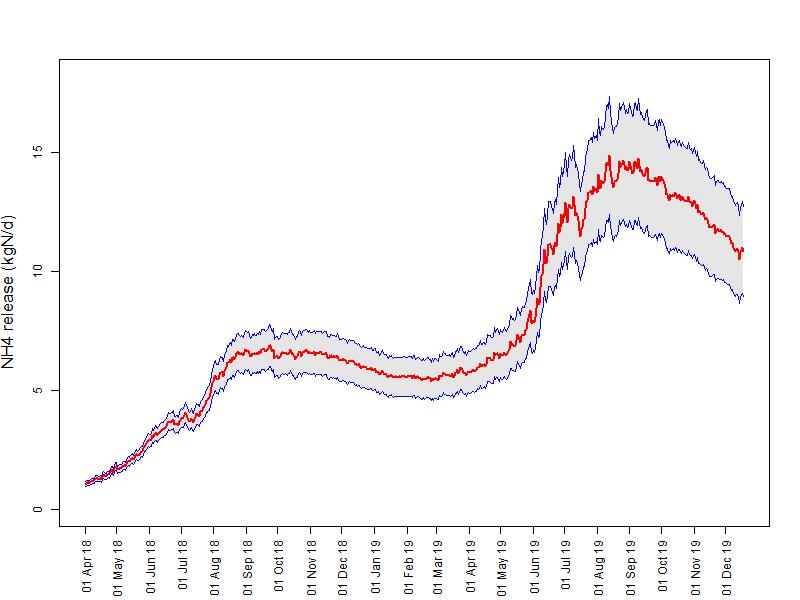 NH4 release (kgN/d)
15
10
5
0
01 Apr 18
01 May 18
01 Jun 18
01 Jul 18
01 Aug 18
01 Sep 18
01 Oct 18
01 Nov 18
01 Dec 18
01 Jan 19
01 Feb 19
01 Mar 19
01 Apr 19
01 May 19
01 Jun 19
01 Jul 19
01 Aug 19
01 Sep 19
01 Oct 19
01 Nov 19
01 Dec 19